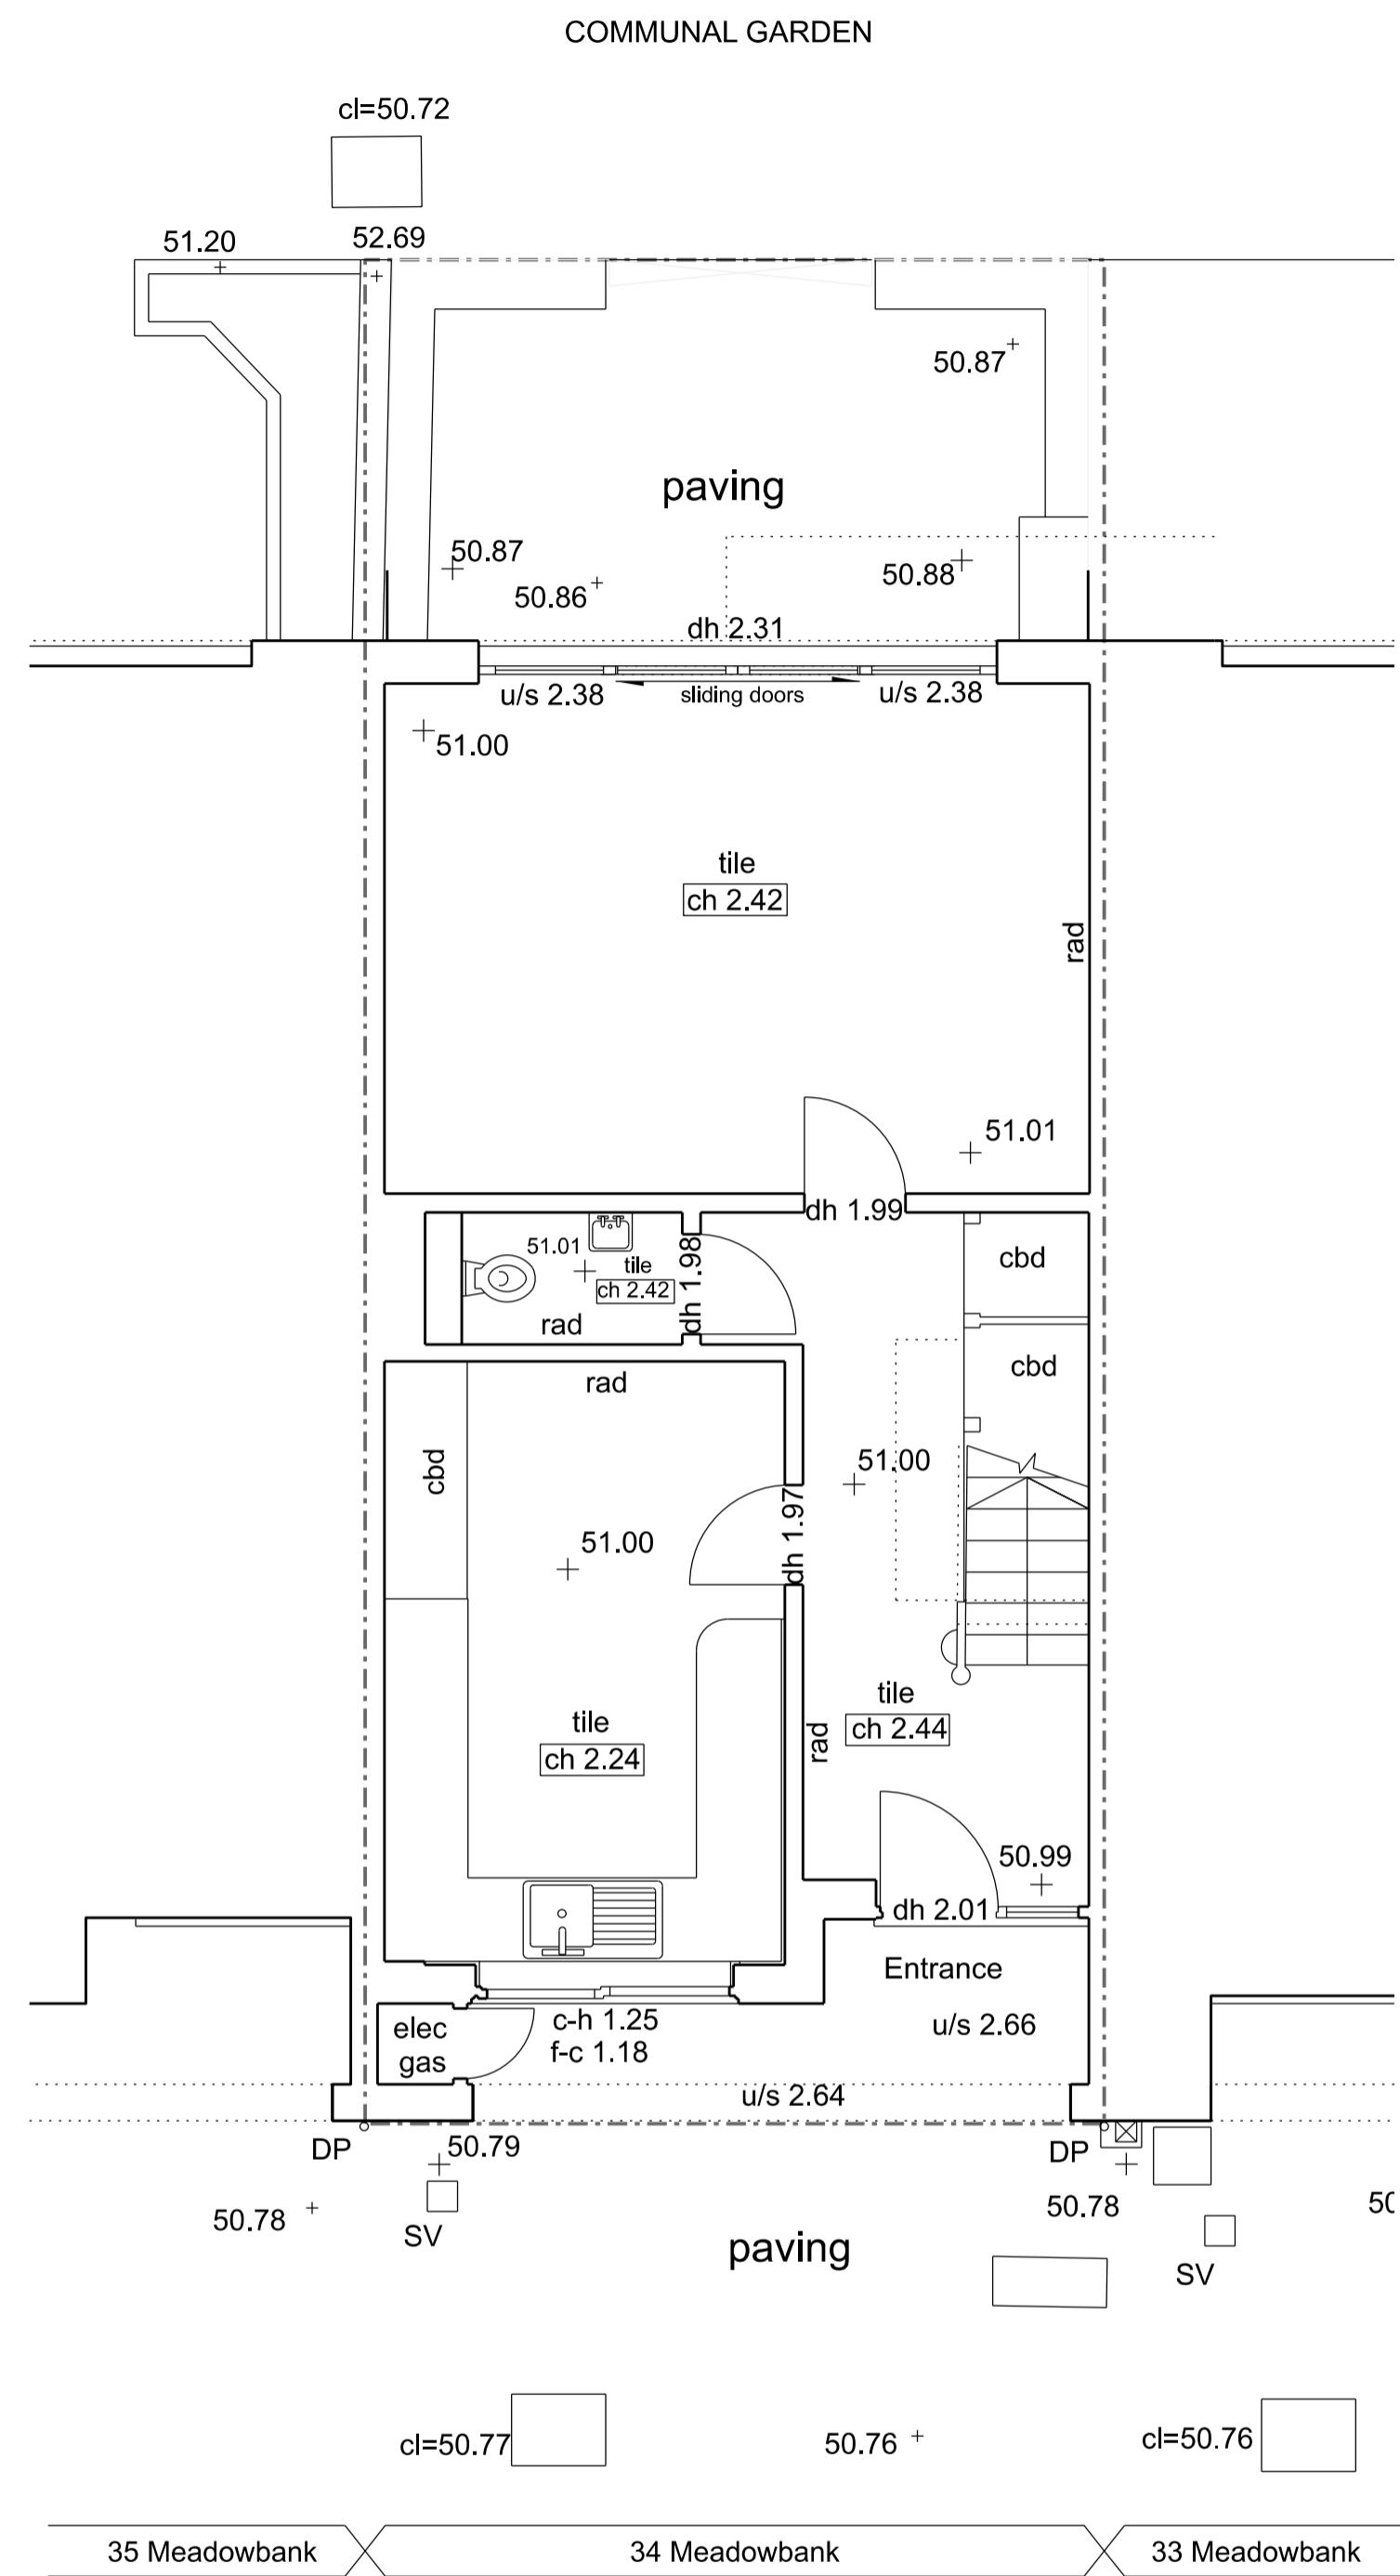 COMMUNAL GARDEN
cl=50.72
51.20
52.69
50.87
paving
50.87
50.86
50.88
dh 2.31
u/s 2.38
sliding doors
u/s 2.38
51.00
tile
ch 2.42
rad
51.01
dh 1.99
51.01
tile
ch 2.42
dh 1.98
rad
cbd
cbd
rad
cbd
51.00
dh 1.97
51.00
tile
ch 2.44
rad
tile
ch 2.24
50.99
dh 2.01
Entrance
u/s 2.66
elec
gas
c-h 1.25
f-c 1.18
u/s 2.64
DP
50.79
DP
50.78
SV
50.78
paving
SV
cl=50.77
50.76
cl=50.76
35 Meadowbank
34 Meadowbank
33 Meadowbank